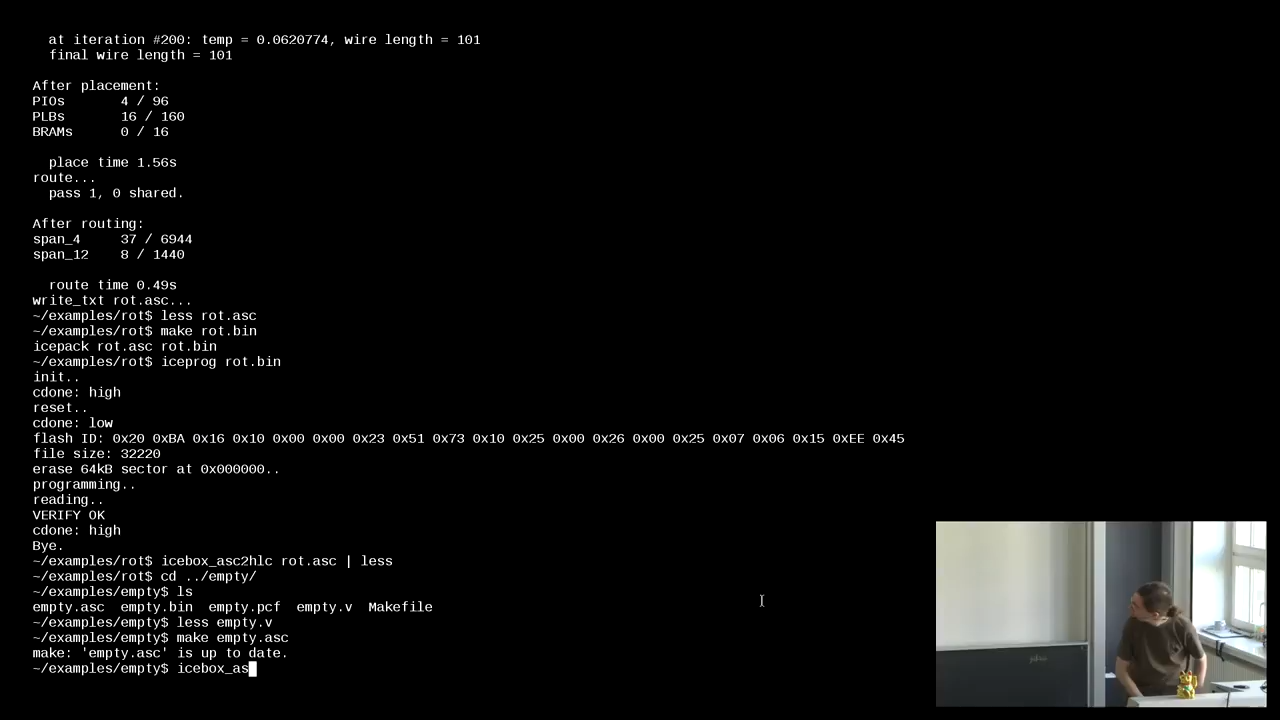 at iteration #200: temp = 0.0620774, wire length = 101
final wire length = 101
After placement:
PIOs 4 / 96
PLBs 16 / 160
BRAMs 0 / 16
place time 1.56s
route...
pass 1, 0 shared.
After routing:
span_4 37 / 6944
span_12 8 / 1440
route time 0.49s
write_txt rot.asc...
~/examples/rot$ less rot.asc
~/examples/rot$ make rot.bin
icepack rot.asc rot.bin
~/examples/rot$ iceprog rot.bin
init..
cdone: high
reset..
cdone: low
flash ID: 0x20 0xBA 0x16 0x10 0x00 0x00 0x23 0x51 0x73 0x10 0x25 0x00 0x26 0x00 0x25 0x07 0x06 0x15 0xEE 0x45
file size: 32220
erase 64kB sector at 0x000000..
programming..
reading..
VERIFY OK
cdone: high
Bye.
~/examples/rot$ icebox_asc2hlc rot.asc | less
~/examples/rot$ cd ../empty/
~/examples/empty$ ls
empty.asc empty.bin empty.pcf empty.v Makefile
~/examples/empty$ less empty.v
~/examples/empty$ make empty.asc
make: 'empty.asc' is up to date.
~/examples/empty$ icebox_as